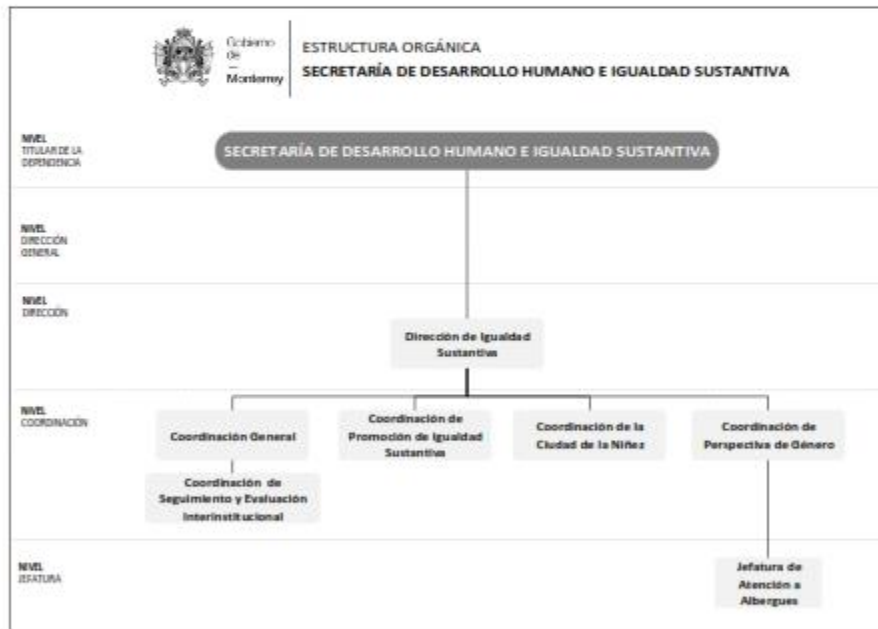 Gobierno
de
—
Monterrey
ESTRUCTURA ORGÁNICA
SECRETARÍA DE DESARROLLO HUMANO E IGUALDAD SUSTANTIVA
NIVEL
TITULAR DE LA
DEPENDENCIA
SECRETARÍA DE DESARROLLO HUMANO E IGUALDAD SUSTANTIVA
NIVEL
DIRECCIÓN
GENERAL
NIVEL
DIRECCIÓN
Dirección de Igualdad
Sustantiva
NIVEL
COORDINACIÓN
Coordinación General
Coordinación de
Promoción de Igualdad
Sustantiva
Coordinación de la
Ciudad de la Niñez
Coordinación de
Perspectiva de Género
Coordinación de
Seguimiento y Evaluación
Interinstitucional
NIVEL
JEFATURA
Jefatura de
Atención a
Albergues